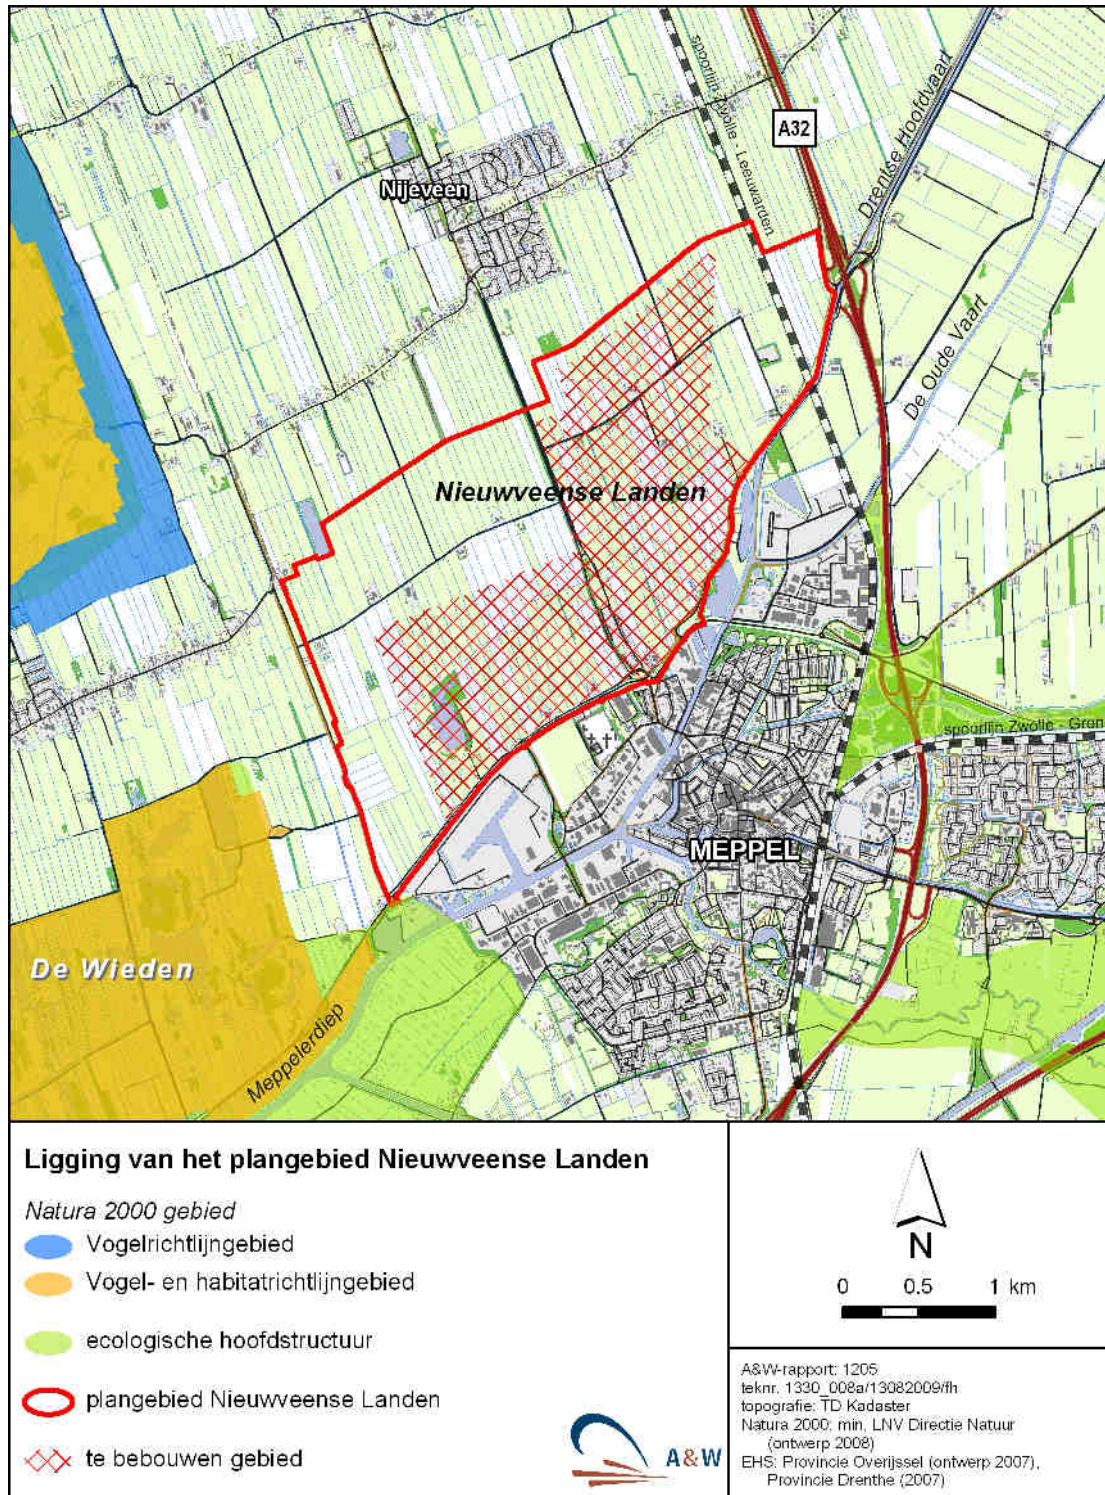 spoorlijn Zwolle - Leeuwarden
A32
Drentse Hoofdvaart
Nijeveen
De Oude Vaart
Nieuwveense Landen
spoorlijn Zwolle - Gron
MEPPEL
De Wieden
Meppelerdiep
Ligging van het plangebied Nieuwveense Landen
Natura 2000 gebied
Vogelrichtlijngebied
Vogel- en habitatrichtlijngebied
ecologische hoofdstructuur
plangebied Nieuwveense Landen
te bebouwen gebied
A&W
N
0 0.5 1 km
A&W-rapport: 1205
teknr. 1330_008a/13082009/fh
topografie: TD Kadaster
Natura 2000: min. LNV Directie Natuur
(ontwerp 2008)
EHS: Provincie Overijssel (ontwerp 2007),
Provincie Drenthe (2007)